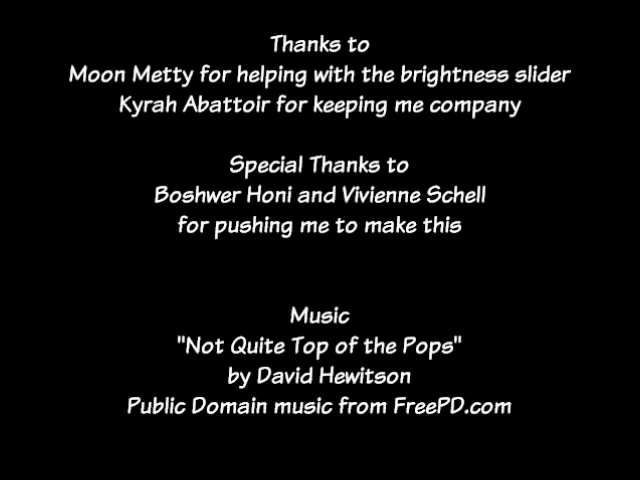 Thanks to
Moon Metty for helping with the brightness slider
Kyrah Abattoir for keeping me company
Special Thanks to
Boshwer Honi and Vivienne Schell
for pushing me to make this
Music
"Not Quite Top of the Pops"
by David Hewitson
Public Domain music from FreePD.com